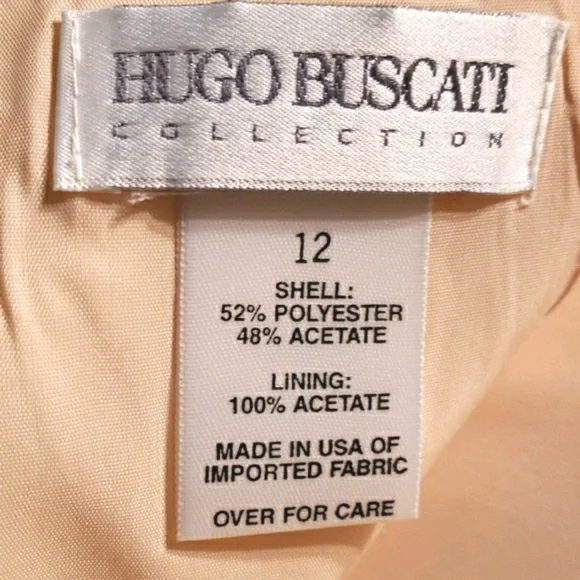 HUGO BUSCATI
COLLECTION
12
SHELL:
52% POLYESTER
48% ACETATE
LINING:
100% ACETATE
MADE IN USA OF
IMPORTED FABRIC
OVER FOR CARE